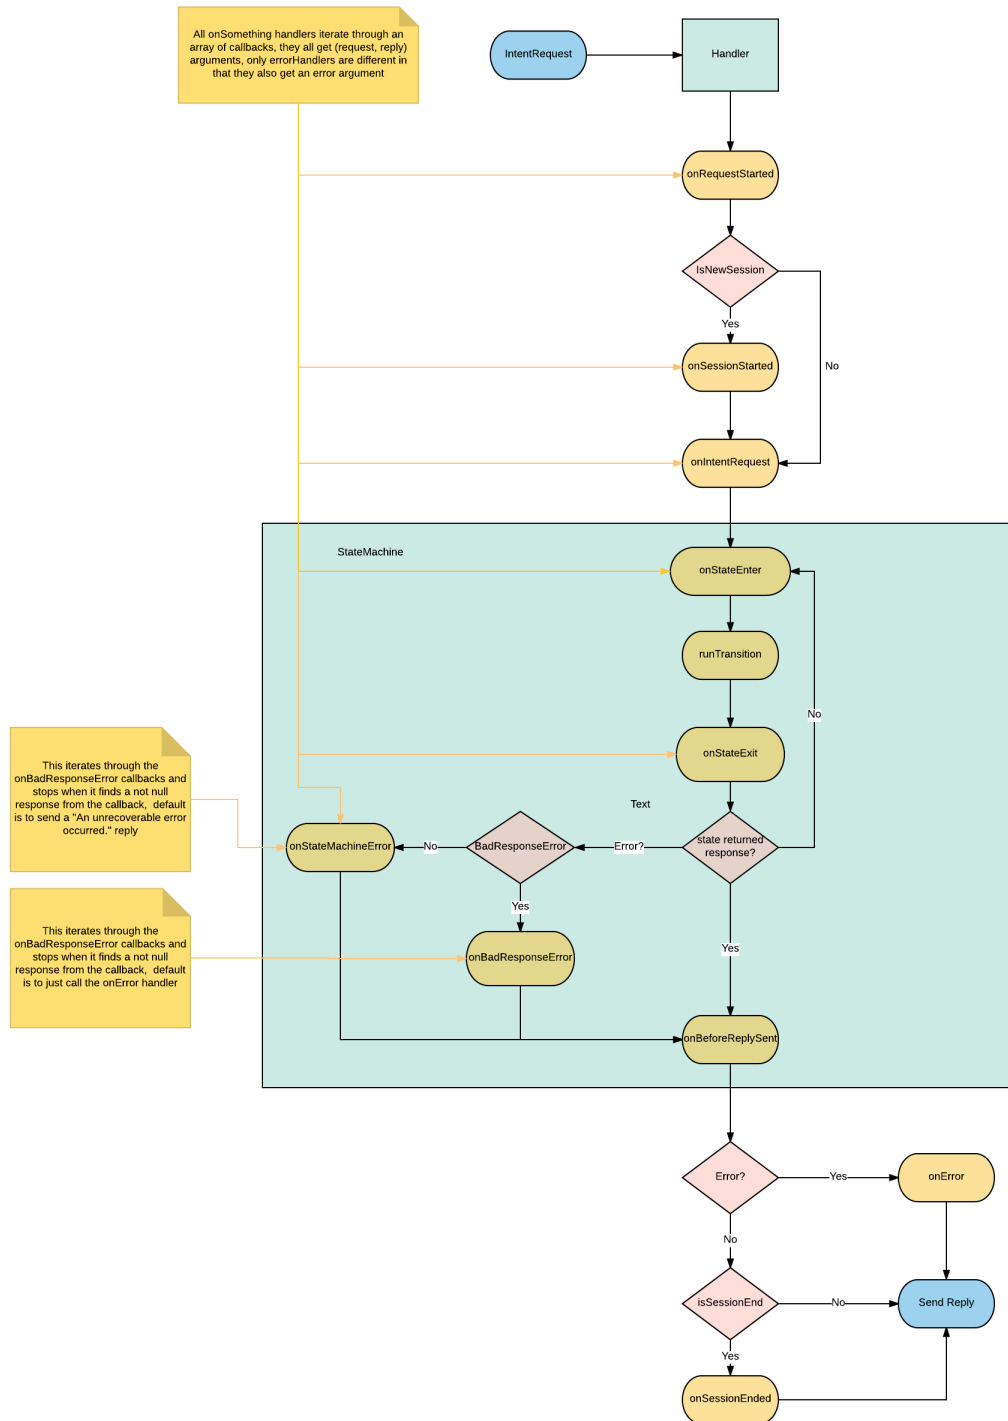 All onSomething handlers iterate through an
array of callbacks, they all get (request, reply)
arguments, only errorHandlers are different in
that they also get an error argument
IntentRequest
Handler
onRequestStarted
IsNewSession
Yes
No
onSessionStarted
onIntentRequest
StateMachine
onStateEnter
runTransition
No
onStateExit
Text
This iterates through the
onBadResponseError callbacks and
stops when it finds a not null
response from the callback, default
is to send a "An unrecoverable error
occurred." reply
onStateMachineError
No
BadResponseError
Error?
state returned
response?
Yes
Yes
This iterates through the
onBadResponseError callbacks and
stops when it finds a not null
response from the callback, default
is to just call the onError handler
onBadResponseError
onBeforeReplySent
Error?
Yes
onError
No
isSessionEnd
No
Send Reply
Yes
onSessionEnded